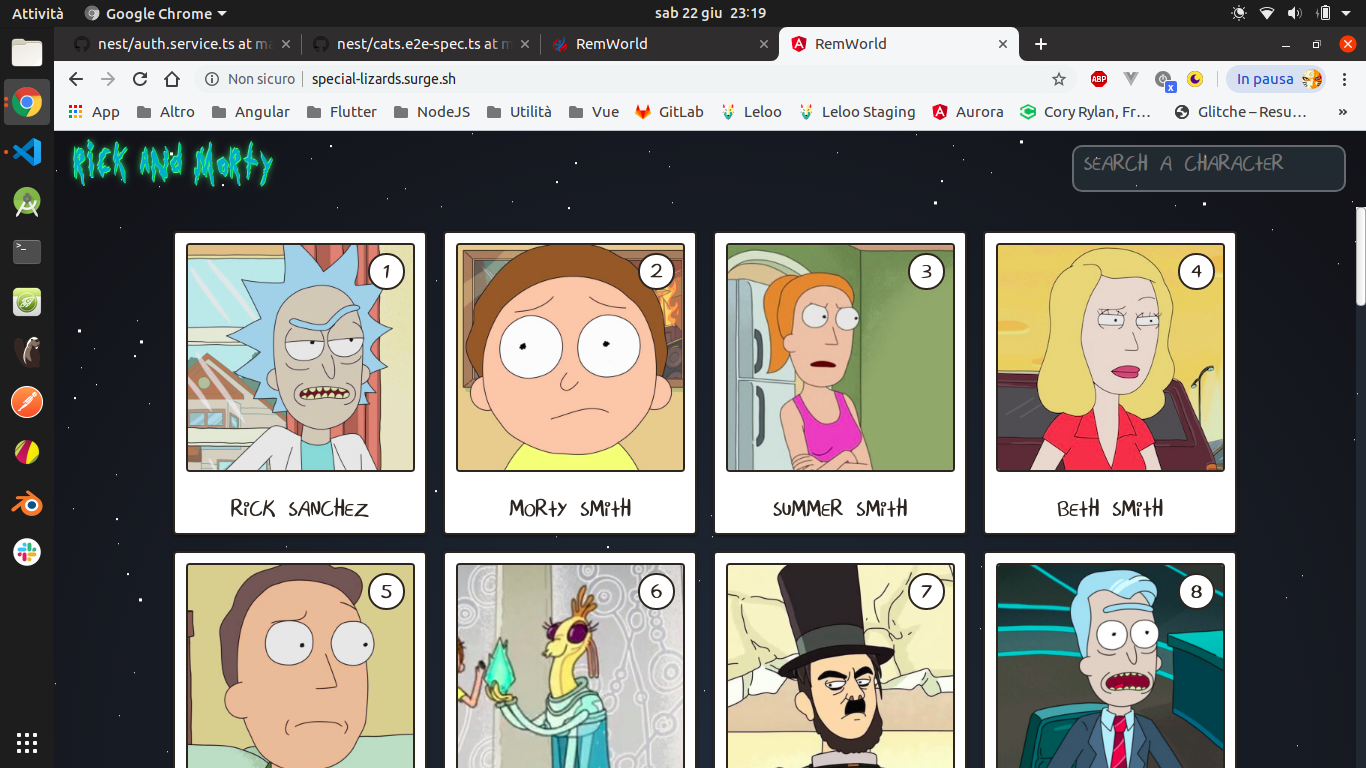 Attività Google Chrome sab 22 giu 23:19
nest/auth.service.ts at ma nest/cats.e2e-spec.ts at m RemWorld RemWorld
Non sicuro special-lizards.surge.sh ABP x In pausa
App Altro Angular Flutter NodeJS Utilità Vue GitLab Leloo Leloo Staging Aurora Cory Rylan, Fr… Glitche – Resu… »
Rick and Morty SEARCH A CHARACTER
1 2 3 4
RiCK SANCHEZ MORty SMitH SUMMER SMitH BEtH SMitH
5 6 7 8